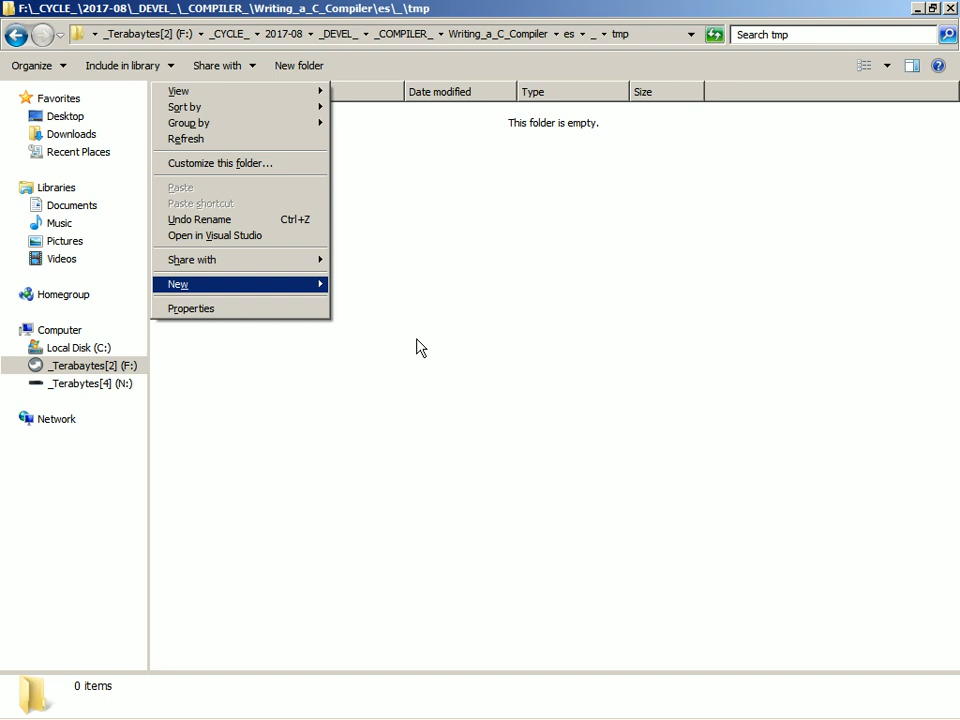 F:\_CYCLE_\2017-08\_DEVEL_\_COMPILER_\Writing_a_C_Compiler\es\_\tmp
_Terabaytes[2] (F:) _CYCLE_ 2017-08 _DEVEL_ _COMPILER_ Writing_a_C_Compiler es _ tmp
Search tmp
Organize Include in library Share with New folder
Date modified Type Size
This folder is empty.
Favorites
Desktop
Downloads
Recent Places
Libraries
Documents
Music
Pictures
Videos
Homegroup
Computer
Local Disk (C:)
_Terabaytes[2] (F:)
_Terabytes[4] (N:)
Network
View
Sort by
Group by
Refresh
Customize this folder...
Paste
Paste shortcut
Undo Rename Ctrl+Z
Open in Visual Studio
Share with
New
Properties
0 items